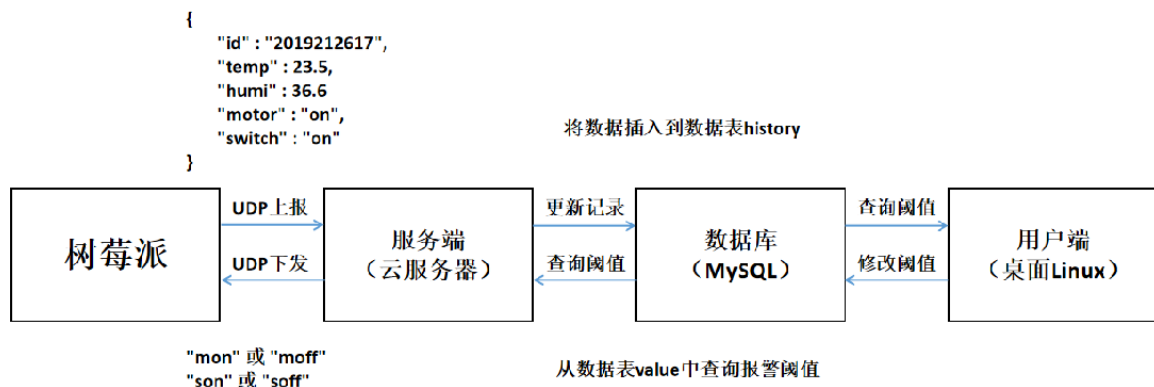 {
"id" : "2019212617",
"temp" : 23.5,
"humi" : 36.6
"motor" : "on",
"switch" : "on"
}
将数据插入到数据表history
树莓派
UDP上报
UDP下发
服务端
（云服务器）
更新记录
查询阈值
数据库
（MySQL）
查询阈值
修改阈值
用户端
（桌面Linux）
"mon" 或 "moff"
"son" 或 "soff"
从数据表value中查询报警阈值